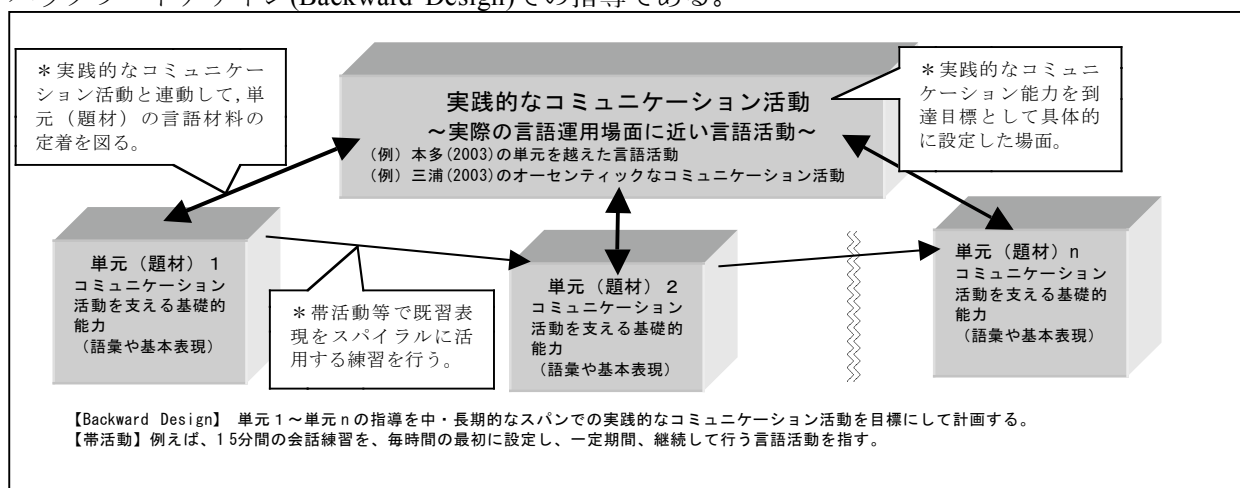 バックワードデザイン(Backward Design)での指導である。
＊実践的なコミュニケー
ション活動と連動して,単
元（題材）の言語材料の
定着を図る。
実践的なコミュニケーション活動
～実際の言語運用場面に近い言語活動～
（例）本多(2003)の単元を越えた言語活動
（例）三浦(2003)のオーセンティックなコミュニケーション活動
＊実践的なコミュニ
ケーション能力を到
達目標として具体的
に設定した場面。
単元（題材）1
コミュニケーション
活動を支える基礎的
能力
（語彙や基本表現）
＊帯活動等で既習表
現をスパイラルに活
用する練習を行う。
単元（題材）2
コミュニケーション
活動を支える基礎的
能力
（語彙や基本表現）
単元（題材）n
コミュニケーション
活動を支える基礎的
能力
（語彙や基本表現）
【Backward Design】 単元１～単元ｎの指導を中・長期的なスパンでの実践的なコミュニケーション活動を目標にして計画する。
【帯活動】例えば、15分間の会話練習を、毎時間の最初に設定し、一定期間、継続して行う言語活動を指す。